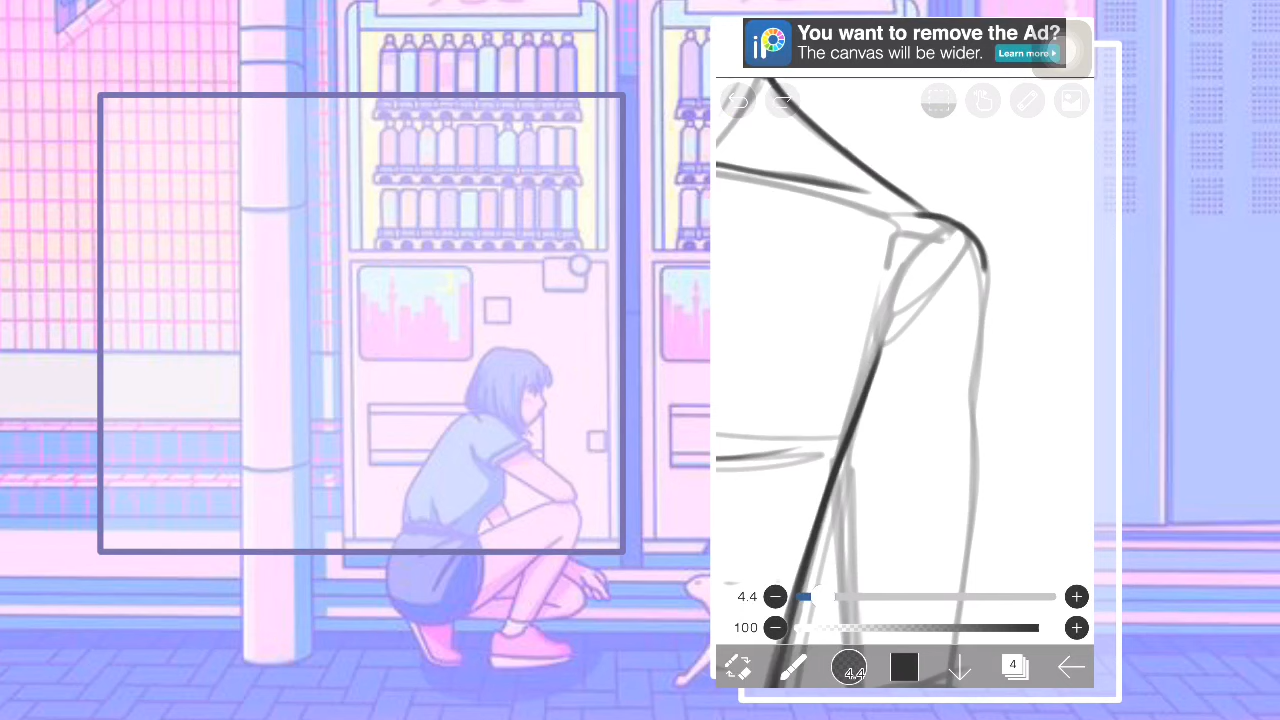 iP
You want to remove the Ad?
The canvas will be wider.
Learn more
4.4
100
4.4
4